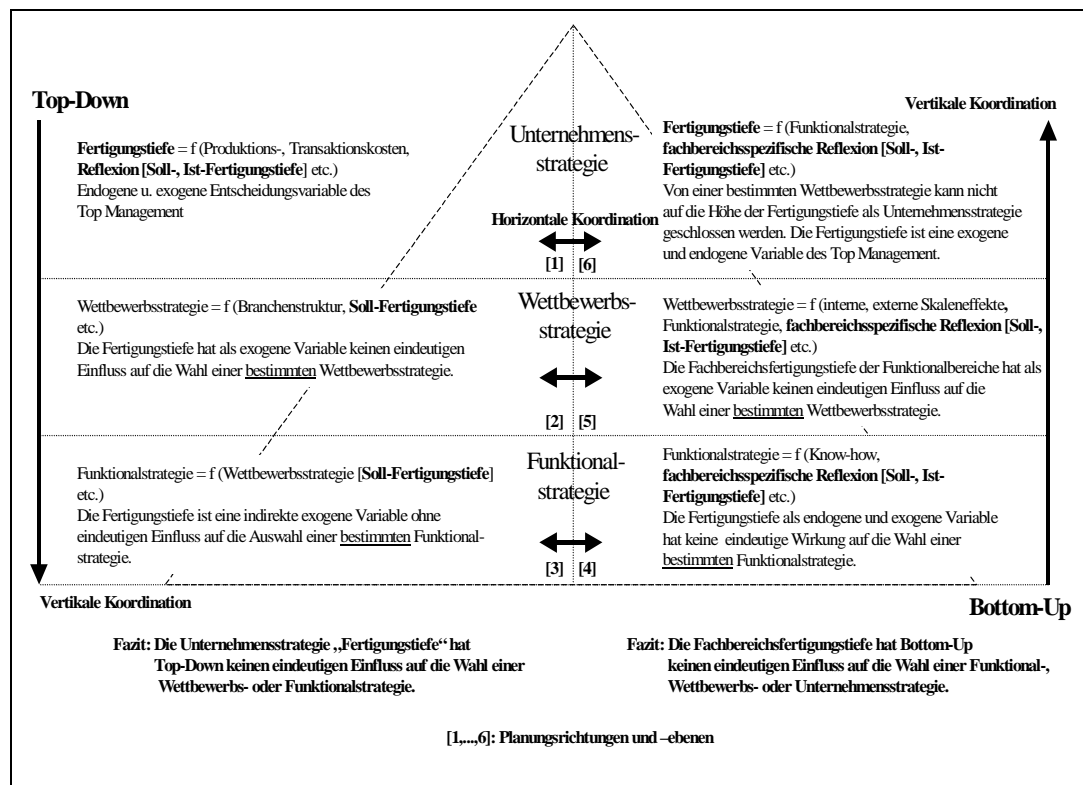 Top-Down
Vertikale Koordination
Fertigungstiefe = f (Produktions-, Transaktionskosten,
Reflexion [Soll-, Ist-Fertigungstiefe] etc.)
Endogene u. exogene Entscheidungsvariable des
Top Management
Unternehmens-
strategie
Horizontale Koordination
[1] [6]
Fertigungstiefe = f (Funktionalstrategie,
fachbereichsspezifische Reflexion [Soll-, Ist-
Fertigungstiefe] etc.)
Von einer bestimmten Wettbewerbsstrategie kann nicht
auf die Höhe der Fertigungstiefe als Unternehmensstrategie
geschlossen werden. Die Fertigungstiefe ist eine exogene
und endogene Variable des Top Management.
Wettbewerbsstrategie = f (Branchenstruktur, Soll-Fertigungstiefe
etc.)
Die Fertigungstiefe hat als exogene Variable keinen eindeutigen
Einfluss auf die Wahl einer bestimmten Wettbewerbsstrategie.
Wettbewerbs-
strategie
[2] [5]
Wettbewerbsstrategie = f (interne, externe Skaleneffekte,
Funktionalstrategie, fachbereichsspezifische Reflexion [Soll-,
Ist-Fertigungstiefe] etc.)
Die Fachbereichsfertigungstiefe der Funktionalbereiche hat als
exogene Variable keinen eindeutigen Einfluss auf die
Wahl einer bestimmten Wettbewerbsstrategie.
Funktionalstrategie = f (Wettbewerbsstrategie [Soll-Fertigungstiefe]
etc.)
Die Fertigungstiefe ist eine indirekte exogene Variable ohne
eindeutigen Einfluss auf die Auswahl einer bestimmten Funktional-
strategie.
Funktional-
strategie
[3] [4]
Funktionalstrategie = f (Know-how,
fachbereichsspezifische Reflexion [Soll-, Ist-
Fertigungstiefe] etc.)
Die Fertigungstiefe als endogene und exogene Variable
hat keine eindeutige Wirkung auf die Wahl einer
bestimmten Funktionalstrategie.
Vertikale Koordination
Bottom-Up
Fazit: Die Unternehmensstrategie „Fertigungstiefe“ hat
Top-Down keinen eindeutigen Einfluss auf die Wahl einer
Wettbewerbs- oder Funktionalstrategie.
Fazit: Die Fachbereichsfertigungstiefe hat Bottom-Up
keinen eindeutigen Einfluss auf die Wahl einer Funktional-,
Wettbewerbs- oder Unternehmensstrategie.
[1,...,6]: Planungsrichtungen und –ebenen